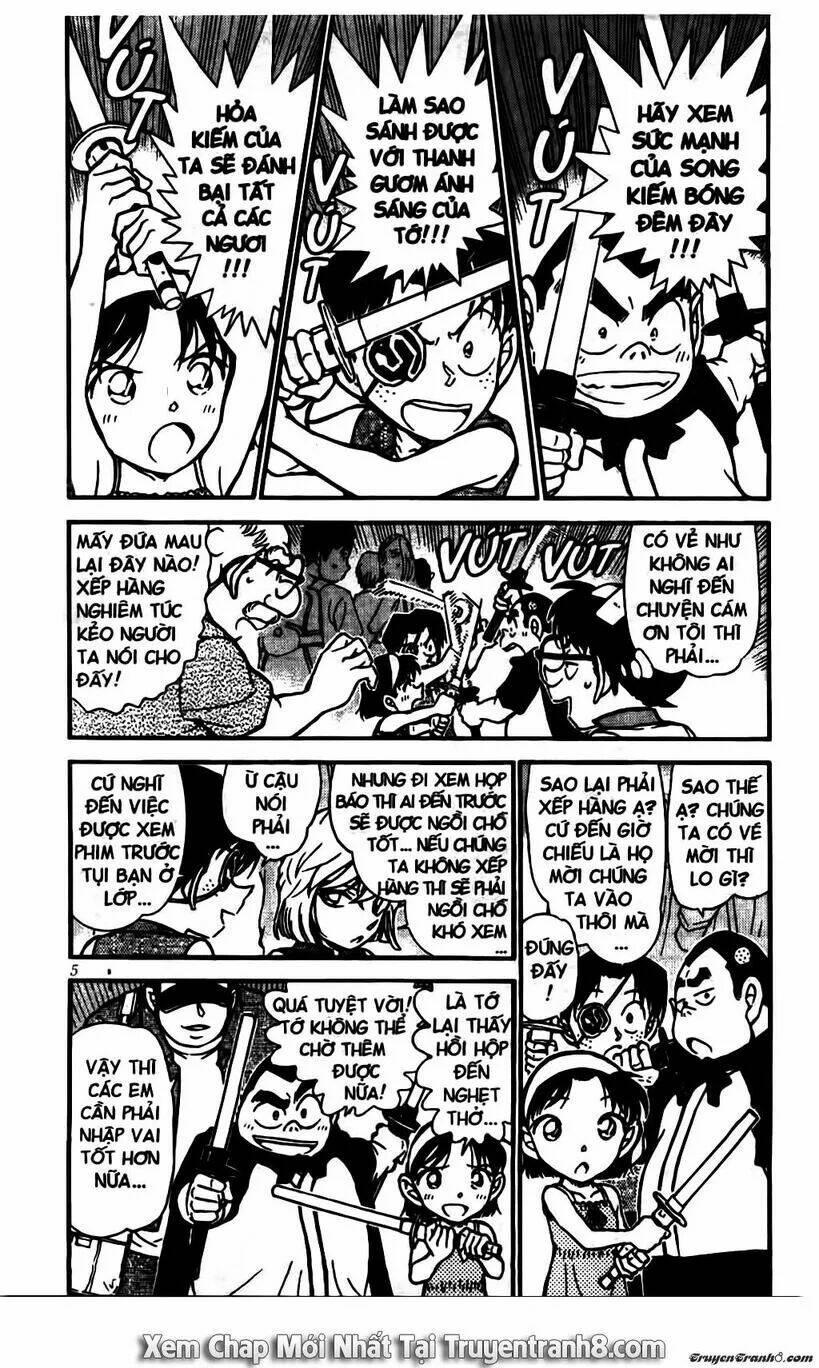 VÚT
HÃY XEM
SỨC MẠNH
CỦA SONG
KIẾM BÓNG
ĐÊM ĐÂY
!!!
VÚT
LÀM SAO
SÁNH ĐƯỢC
VỚI THANH
GƯƠM ÁNH
SÁNG CỦA
TỚ!!!
VÚT
HỎA
KIẾM CỦA
TA SẼ ĐÁNH
BẠI TẤT
CẢ CÁC
NGƯƠI
!!!
CÓ VẺ NHƯ
KHÔNG AI
NGHĨ ĐẾN
CHUYỆN CÁM
ƠN TÔI THÌ
PHẢI...
VÚT
VÚT
MẤY ĐỨA MAU
LẠI ĐÂY NÀO!
XẾP HÀNG
NGHIÊM TÚC
KẺO NGƯỜI
TA NÓI CHO
ĐẤY!
SAO THẾ
Ạ? CHÚNG
TA CÓ VÉ
MỜI THÌ
LO GÌ?
SAO LẠI PHẢI
XẾP HÀNG Ạ?
CỨ ĐẾN GIỜ
CHIẾU LÀ HỌ
MỜI CHÚNG
TA VÀO
THÔI MÀ
...
ĐÚNG
ĐẤY
!
NHƯNG ĐI XEM HỌP
BÁO THÌ AI ĐẾN TRƯỚC
SẼ ĐƯỢC NGỒI CHỖ
TỐT... NẾU CHÚNG
TA KHÔNG XẾP
HÀNG THÌ SẼ PHẢI
NGỒI CHỖ
KHÓ XEM
...
Ừ CẬU
NÓI
PHẢI
...
CỨ NGHĨ
ĐẾN VIỆC
ĐƯỢC XEM
PHIM TRƯỚC
TỤI BẠN Ở
LỚP...
5
LÀ TỚ
LẠI THẤY
HỒI HỘP
ĐẾN
NGHẸT
THỞ...
QUÁ TUYỆT VỜI!
TỚ KHÔNG THỂ
CHỜ THÊM
ĐƯỢC
NỮA!
VẬY THÌ
CÁC EM
CẦN PHẢI
NHẬP VAI
TỐT HƠN
NỮA...
Xem Chap Mới Nhất Tại Truyentranh8.com
TruyenTranh8.com